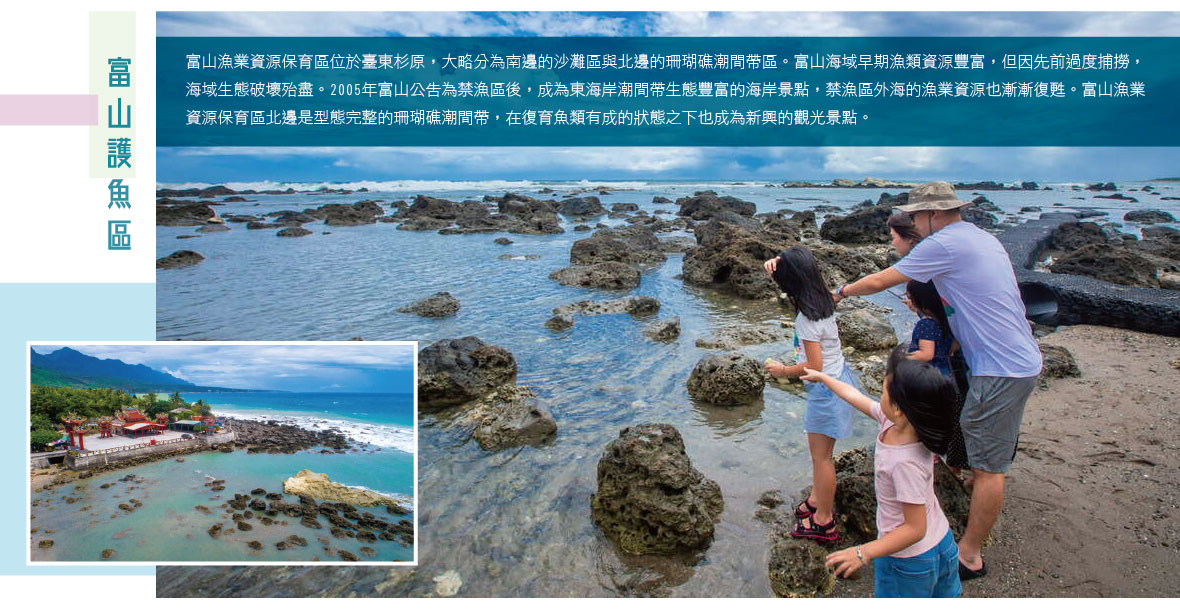 富山護魚區
富山漁業資源保育區位於臺東杉原，大略分為南邊的沙灘區與北邊的珊瑚礁潮間帶區。富山海域早期漁類資源豐富，但因先前過度捕撈，
海域生態破壞殆盡。2005年富山公告為禁漁區後，成為東海岸潮間帶生態豐富的海岸景點，禁漁區外海的漁業資源也漸漸復甦。富山漁業
資源保育區北邊是型態完整的珊瑚礁潮間帶，在復育魚類有成的狀態之下也成為新興的觀光景點。